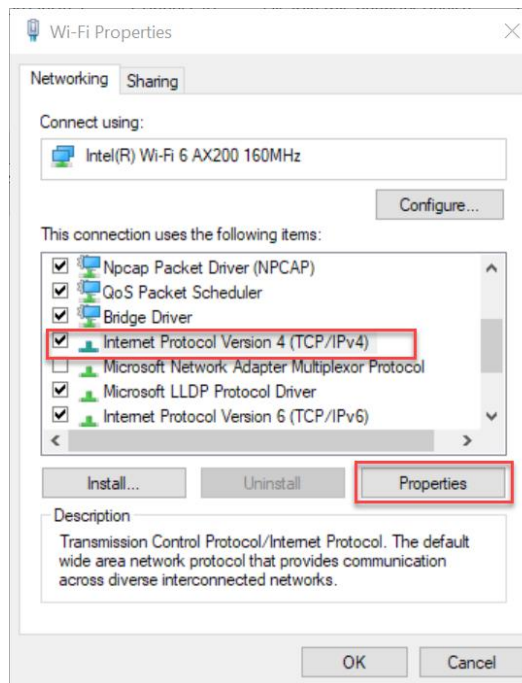 Wi-Fi Properties
Networking
Sharing
Connect using:
Intel(R) Wi-Fi 6 AX200 160MHz
Configure...
This connection uses the following items:
Npcap Packet Driver (NPCAP)
QoS Packet Scheduler
Bridge Driver
Internet Protocol Version 4 (TCP/IPv4)
Microsoft Network Adapter Multiplexor Protocol
Microsoft LLDP Protocol Driver
Internet Protocol Version 6 (TCP/IPv6)
Install...
Uninstall
Properties
Description
Transmission Control Protocol/Internet Protocol. The default
wide area network protocol that provides communication
across diverse interconnected networks.
OK
Cancel